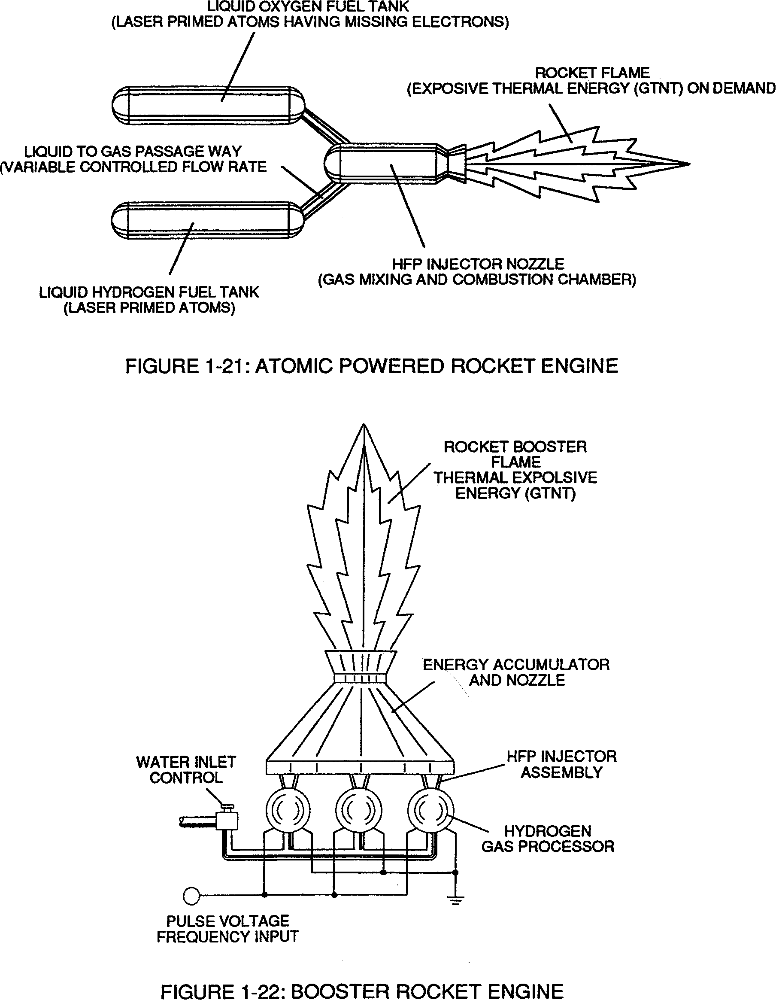 LIQUID OXYGEN FUEL TANK
(LASER PRIMED ATOMS HAVING MISSING ELECTRONS)
ROCKET FLAME
(EXPOSIVE THERMAL ENERGY (GTNT) ON DEMAND
LIQUID TO GAS PASSAGE WAY
(VARIABLE CONTROLLED FLOW RATE
HFP INJECTOR NOZZLE
(GAS MIXING AND COMBUSTION CHAMBER)
LIQUID HYDROGEN FUEL TANK
(LASER PRIMED ATOMS)
FIGURE 1-21: ATOMIC POWERED ROCKET ENGINE
ROCKET BOOSTER
FLAME
THERMAL EXPOLSIVE
ENERGY (GTNT)
ENERGY ACCUMULATOR
AND NOZZLE
HFP INJECTOR
ASSEMBLY
WATER INLET
CONTROL
HYDROGEN
GAS PROCESSOR
PULSE VOLTAGE
FREQUENCY INPUT
FIGURE 1-22: BOOSTER ROCKET ENGINE